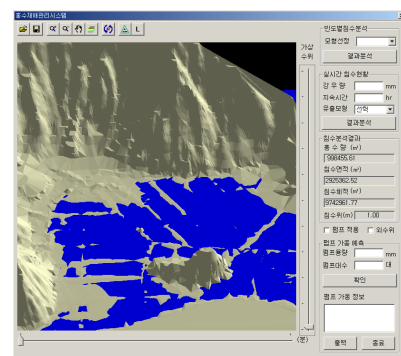 홍수재해관리시스템
L
가상
수위
(분)
빈도별침수분석
모형선정
결과분석
실시간 침수현황
강 우 량 mm
지속시간 hr
유출모형 선택
결과분석
침수분석결과
홍 수 량 (㎥)
998455.61
침수면적 (㎡)
2925362.52
침수체적 (㎥)
9742961.77
침수위(m) 1.00
펌프 적용 외수위
펌프 가동 예측
펌프용량 mm
펌프대수 대
확인
펌프 가동 정보
출력 종료